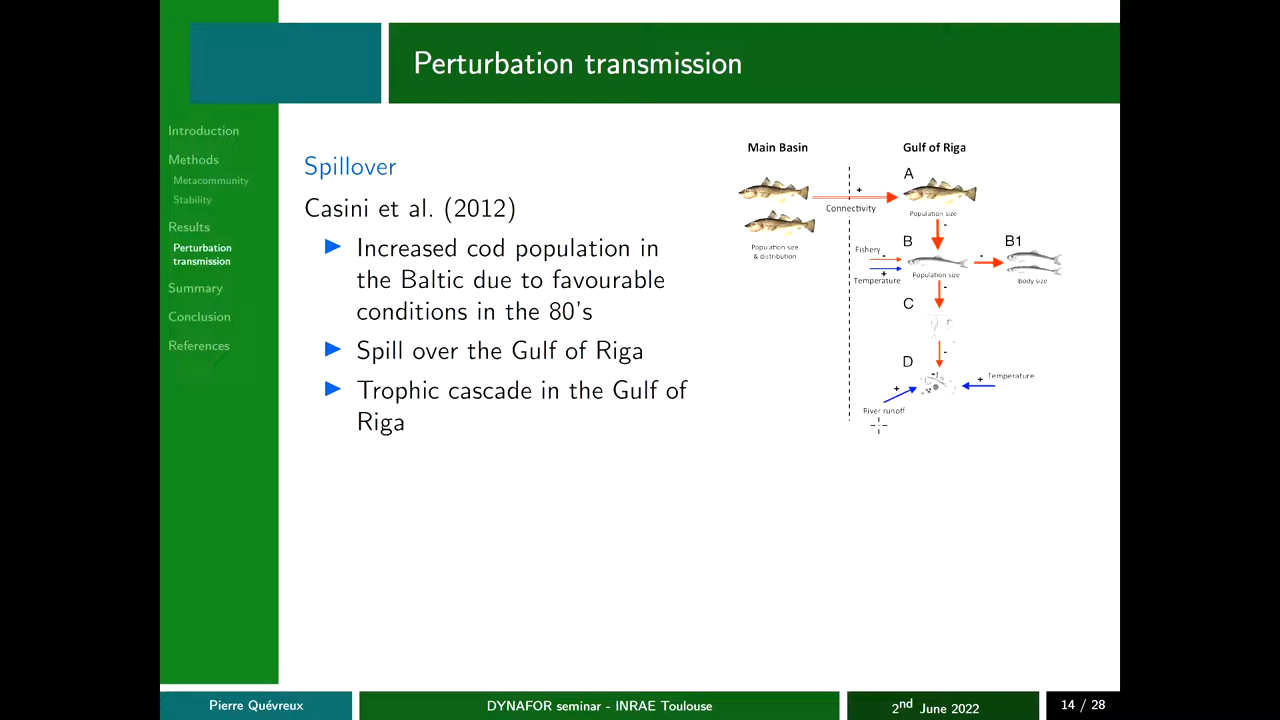 Perturbation transmission
Introduction
Methods
Metacommunity
Stability
Results
Perturbation
transmission
Summary
Conclusion
References
Spillover
Casini et al. (2012)
Increased cod population in
the Baltic due to favourable
conditions in the 80's
Spill over the Gulf of Riga
Trophic cascade in the Gulf of
Riga
Main Basin
Gulf of Riga
A
+
Connectivity
Population size
Population size
& distribution
-
B
B1
Fishery
-
-
+
Temperature
Population size
Body size
-
C
-
D
-
+
+
Temperature
River runoff
Pierre Quévreux
DYNAFOR seminar - INRAE Toulouse
2nd June 2022
14 / 28